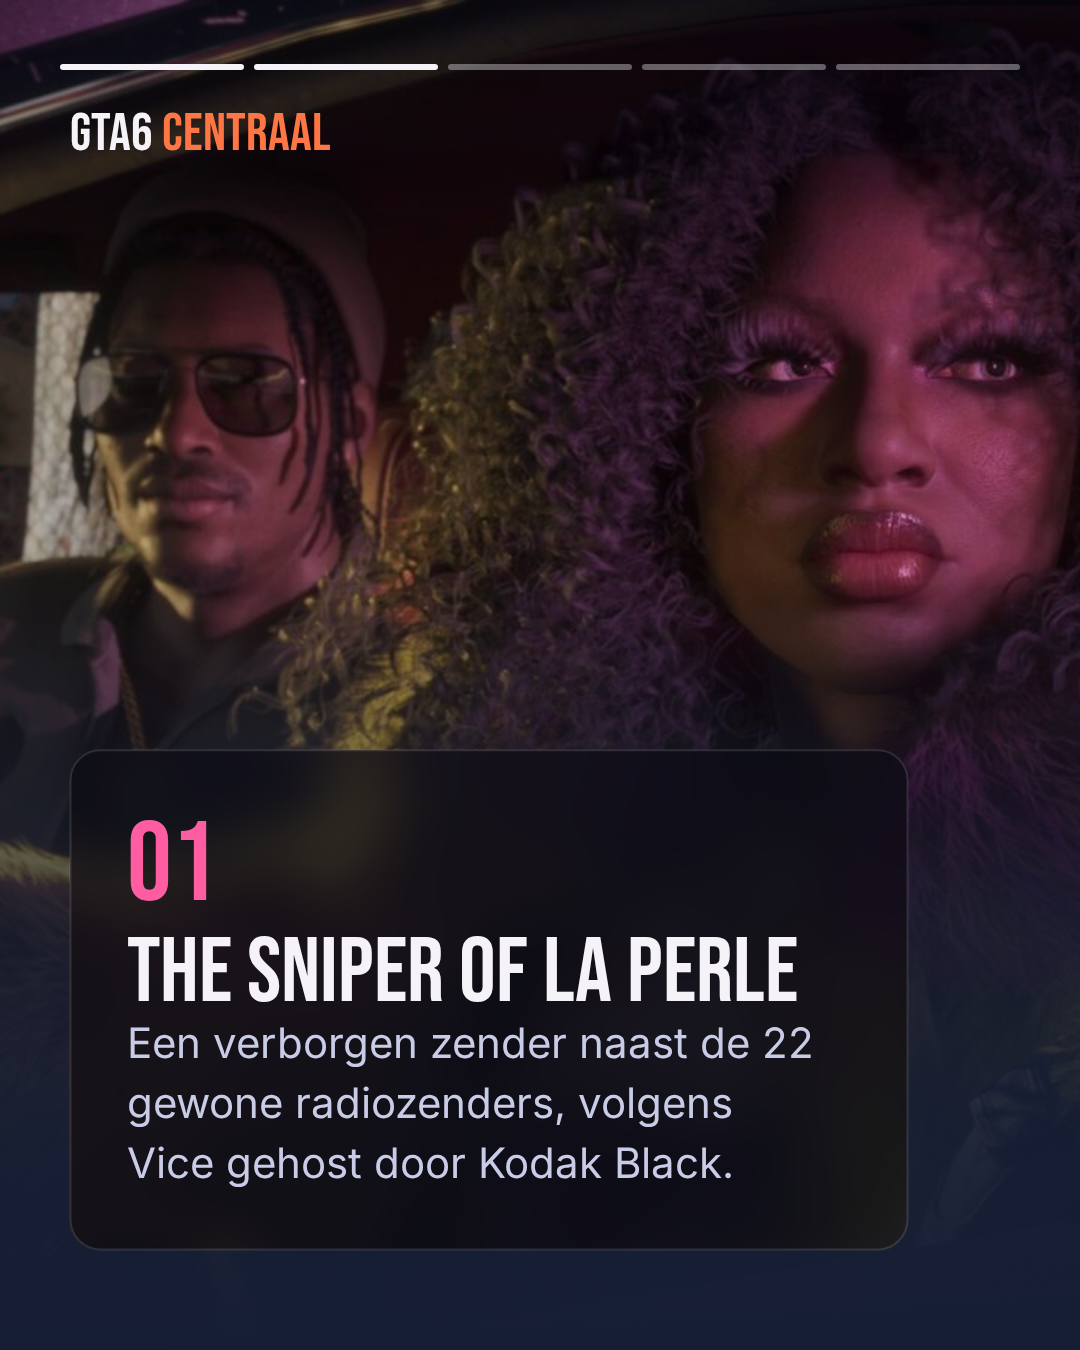 GTA6 CENTRAAL
01
THE SNIPER OF LA PERLE
Een verborgen zender naast de 22
gewone radiozenders, volgens
Vice gehost door Kodak Black.